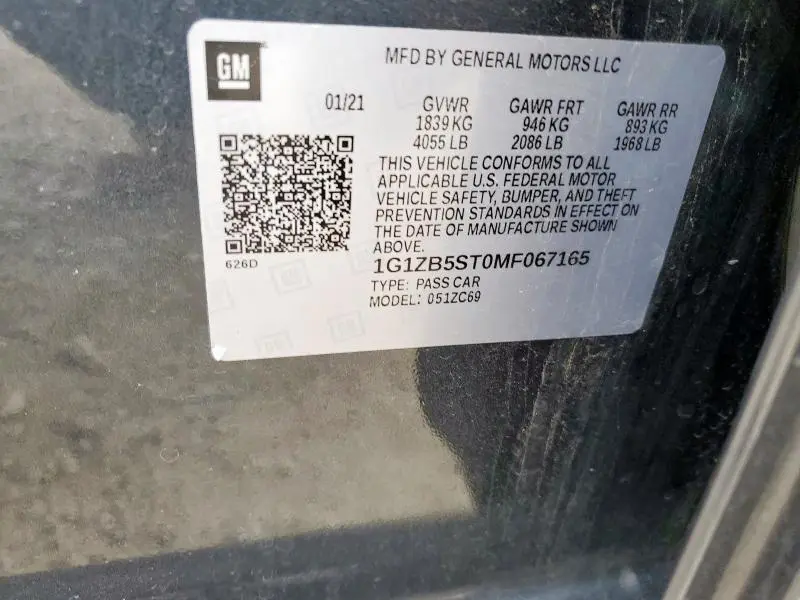 GM
MFD BY GENERAL MOTORS LLC
01/21 GVWR GAWR FRT GAWR RR
1839 KG 946 KG 893 KG
4055 LB 2086 LB 1968 LB
THIS VEHICLE CONFORMS TO ALL
APPLICABLE U.S. FEDERAL MOTOR
VEHICLE SAFETY, BUMPER, AND THEFT
PREVENTION STANDARDS IN EFFECT ON
THE DATE OF MANUFACTURE SHOWN
ABOVE.
626D
1G1ZB5ST0MF067165
TYPE: PASS CAR
MODEL: 051ZC69